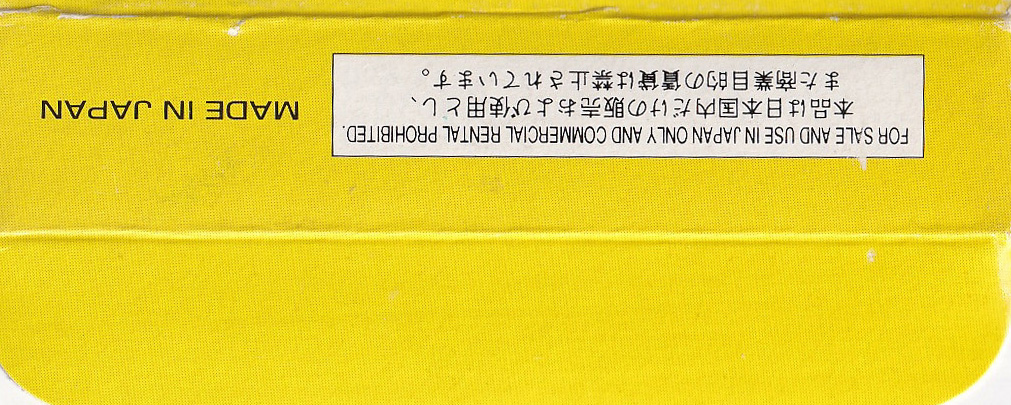 FOR SALE AND USE IN JAPAN ONLY AND COMMERCIAL RENTAL PROHIBITED.
本品は日本国内だけの販売および使用とし、
また商業目的の賃貸は禁止されています。
MADE IN JAPAN